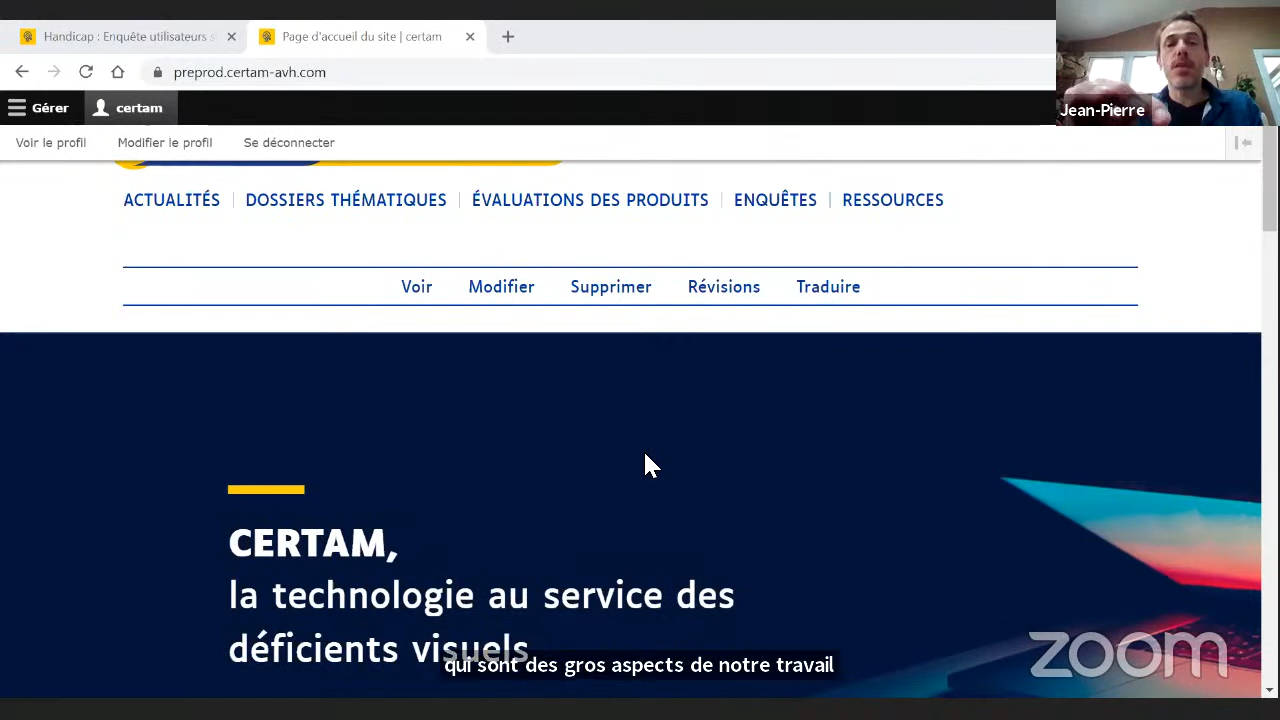 Handicap : Enquête utilisateurs s
Page d'accueil du site | certam
preprod.certam-avh.com
Jean-Pierre
Gérer
certam
Voir le profil
Modifier le profil
Se déconnecter
ACTUALITÉS
DOSSIERS THÉMATIQUES
ÉVALUATIONS DES PRODUITS
ENQUÊTES
RESSOURCES
Voir
Modifier
Supprimer
Révisions
Traduire
CERTAM,
la technologie au service des
déficients visuels
qui sont des gros aspects de notre travail
zoom